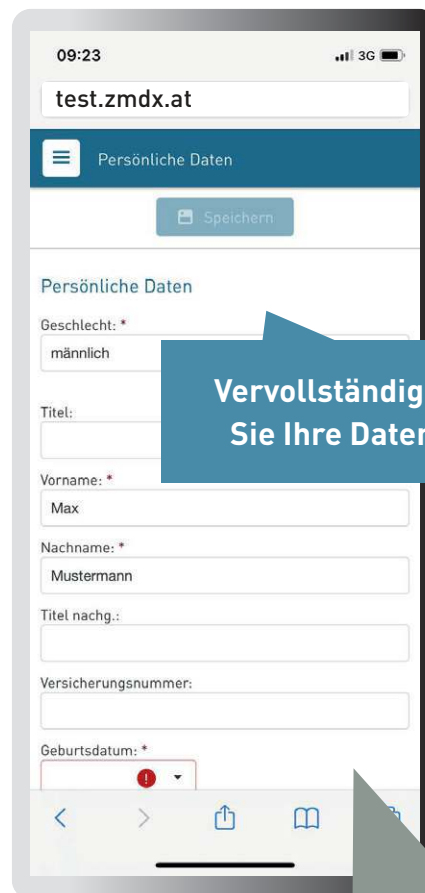 09:23
3G
test.zmdx.at
Persönliche Daten
Speichern
Persönliche Daten
Geschlecht: *
männlich
Vervollständig
Sie Ihre Daten
Titel:
Vorname: *
Max
Nachname: *
Mustermann
Titel nachg.:
Versicherungsnummer:
Geburtsdatum: *